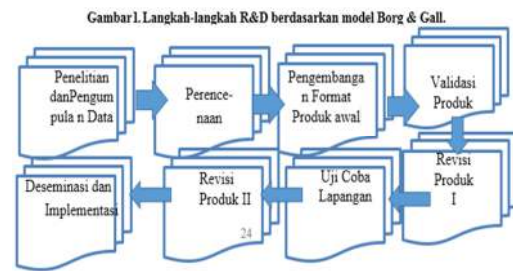 Gambar1. Langkah-langkah R&D berdasarkan model Borg & Gall.
Penelitian
danPengum
pula n Data
Perence-
naan
Pengembanga
n Format
Produk awal
Validasi
Produk
Revisi
Produk
I
Uji Coba
Lapangan
Revisi
Produk II
24
Deseminasi dan
Implementasi